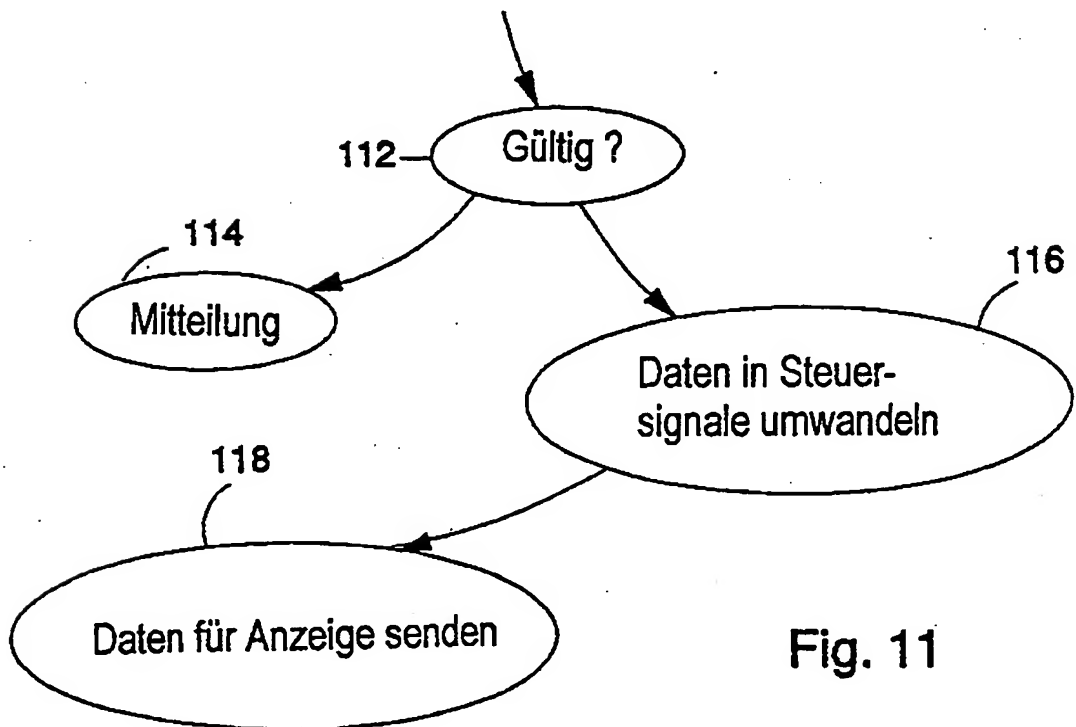 Gültig ?
112
114
Mitteilung
116
Daten in Steuer-
signale umwandeln
118
Daten für Anzeige senden
Fig. 11